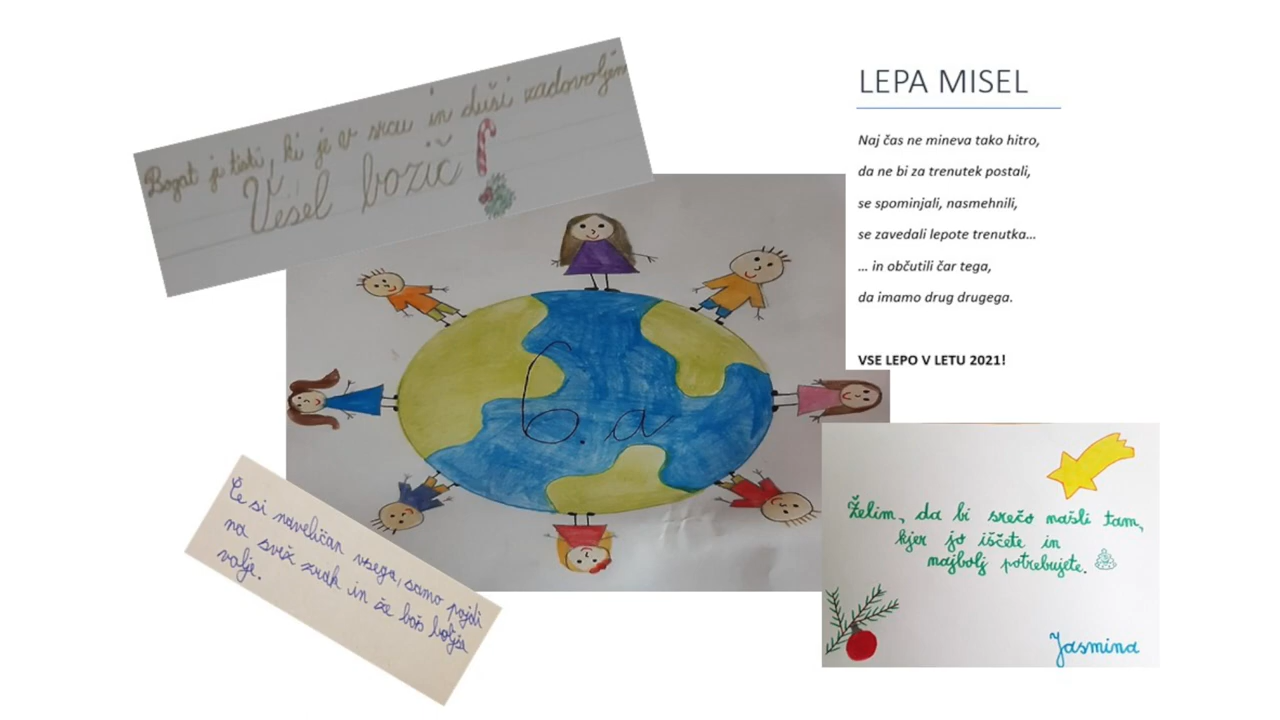 Bogat je tisti, ki je v srcu in duši zadovoljen
Vesel božič
LEPA MISEL
Naj čas ne mineva tako hitro,
da ne bi za trenutek postali,
se spominjali, nasmehnili,
se zavedali lepote trenutka...
... in občutili čar tega,
da imamo drug drugega.
VSE LEPO V LETU 2021!
6.a
Če si naveličan vsega, samo pojdi
na svež zrak in že boš boljše
volje.
Želim, da bi srečo našli tam,
kjer jo iščete in
najbolj potrebujete.
Jasmina